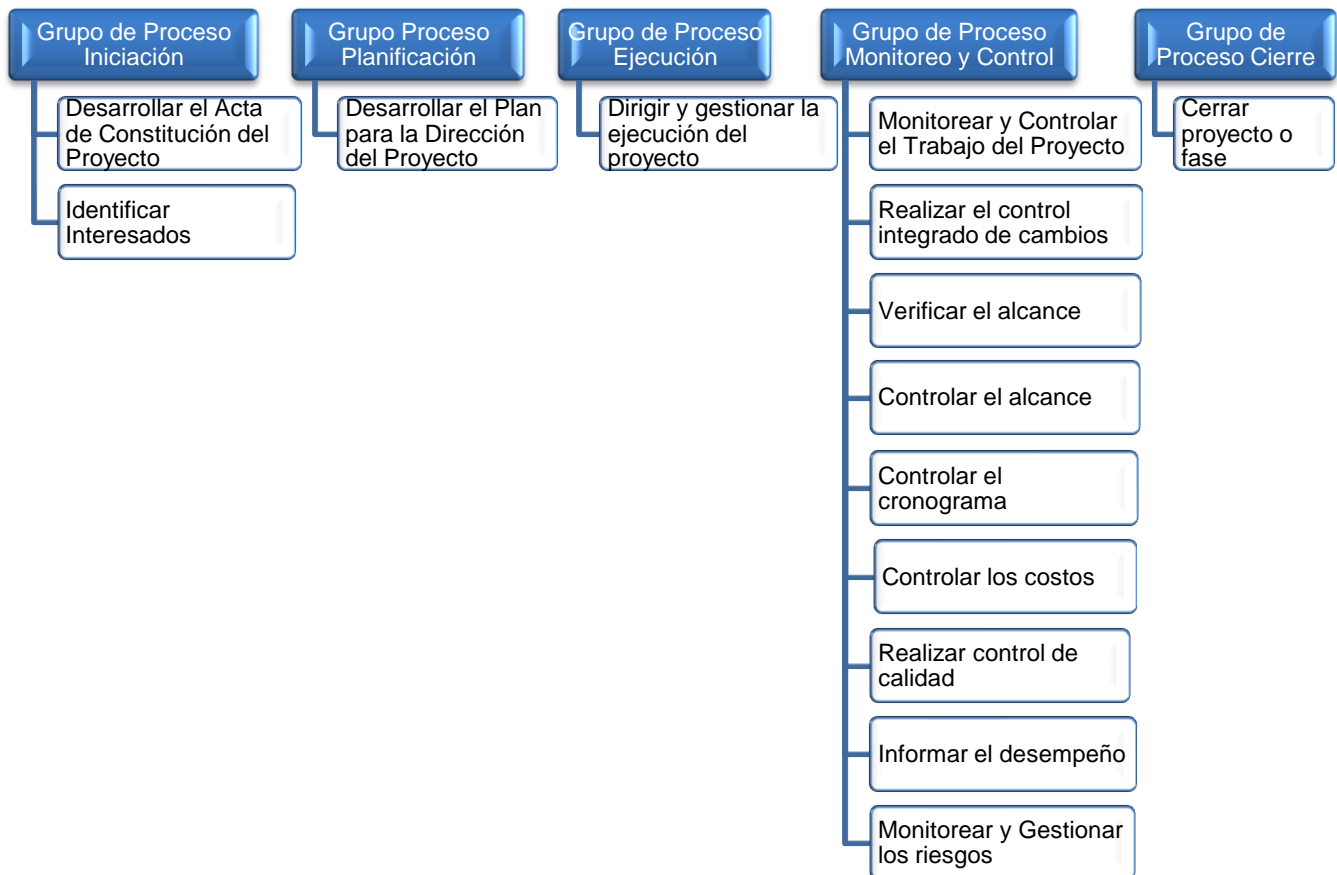 Grupo de Proceso
Iniciación
Desarrollar el Acta
de Constitución del
Proyecto
Identificar
Interesados
Grupo Proceso
Planificación
Desarrollar el Plan
para la Dirección
del Proyecto
Grupo de Proceso
Ejecución
Dirigir y gestionar la
ejecución del
proyecto
Grupo de Proceso
Monitoreo y Control
Monitorear y Controlar
el Trabajo del Proyecto
Realizar el control
integrado de cambios
Verificar el alcance
Controlar el alcance
Controlar el
cronograma
Controlar los costos
Realizar control de
calidad
Informar el desempeño
Monitorear y Gestionar
los riesgos
Grupo de
Proceso Cierre
Cerrar
proyecto o
fase